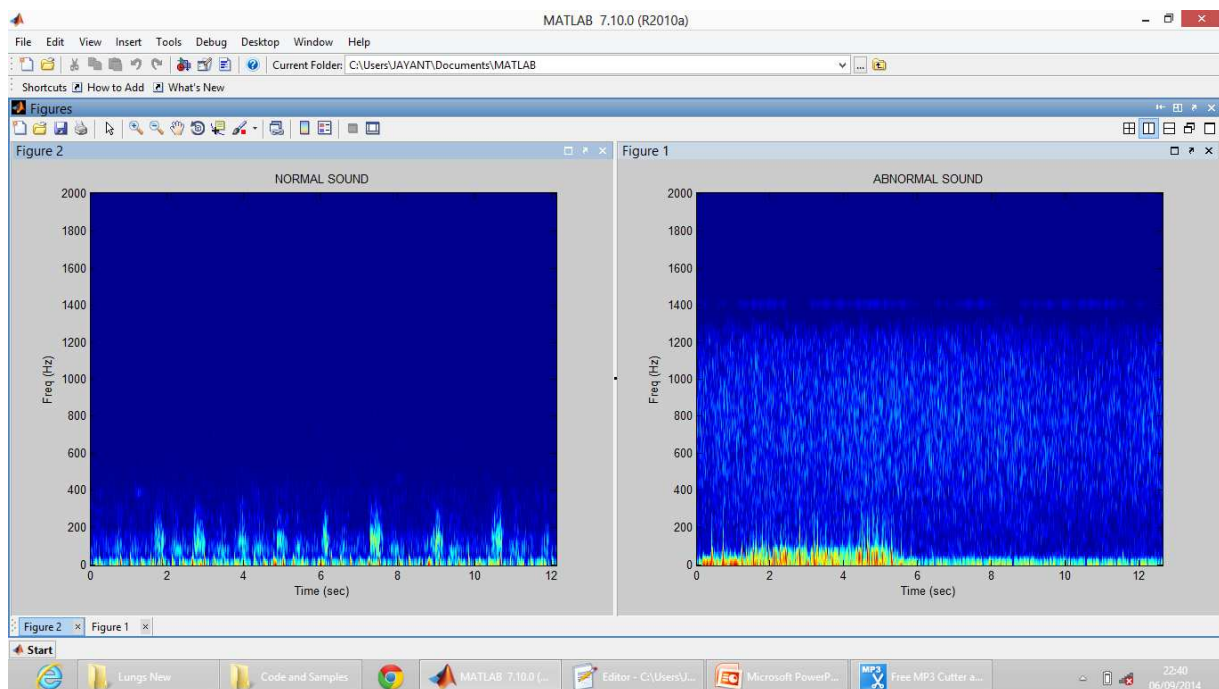 MATLAB 7.10.0 (R2010a)
File Edit View Insert Tools Debug Desktop Window Help
Current Folder: C:\Users\JAYANT\Documents\MATLAB
Shortcuts How to Add What's New
Figures
Figure 2
NORMAL SOUND
2000
1800
1600
1400
1200
1000
800
600
400
200
0
Freq (Hz)
0 2 4 6 8 10 12
Time (sec)
Figure 1
ABNORMAL SOUND
2000
1800
1600
1400
1200
1000
800
600
400
200
0
Freq (Hz)
0 2 4 6 8 10 12
Time (sec)
Figure 2 Figure 1
Start
Lungs New
Code and Samples
MATLAB 7.10.0 (...
Editor - C:\Users\J...
Microsoft PowerP...
MP3
Free MP3 Cutter a...
22:40
06/09/2014